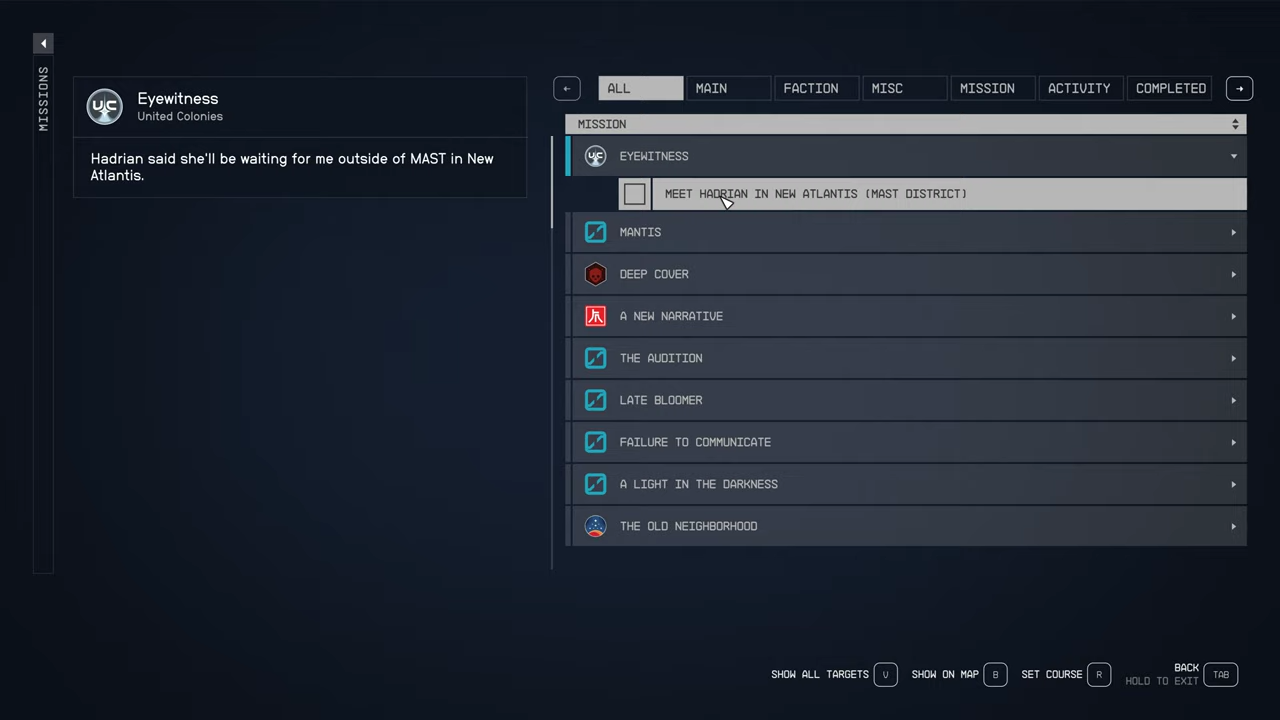 MISSIONS
Eyewitness
United Colonies
Hadrian said she'll be waiting for me outside of MAST in New
Atlantis.
ALL MAIN FACTION MISC MISSION ACTIVITY COMPLETED
MISSION
UC EYEWITNESS
MEET HADRIAN IN NEW ATLANTIS (MAST DISTRICT)
MANTIS
DEEP COVER
A NEW NARRATIVE
THE AUDITION
LATE BLOOMER
FAILURE TO COMMUNICATE
A LIGHT IN THE DARKNESS
THE OLD NEIGHBORHOOD
SHOW ALL TARGETS V SHOW ON MAP B SET COURSE R BACK TAB
HOLD TO EXIT